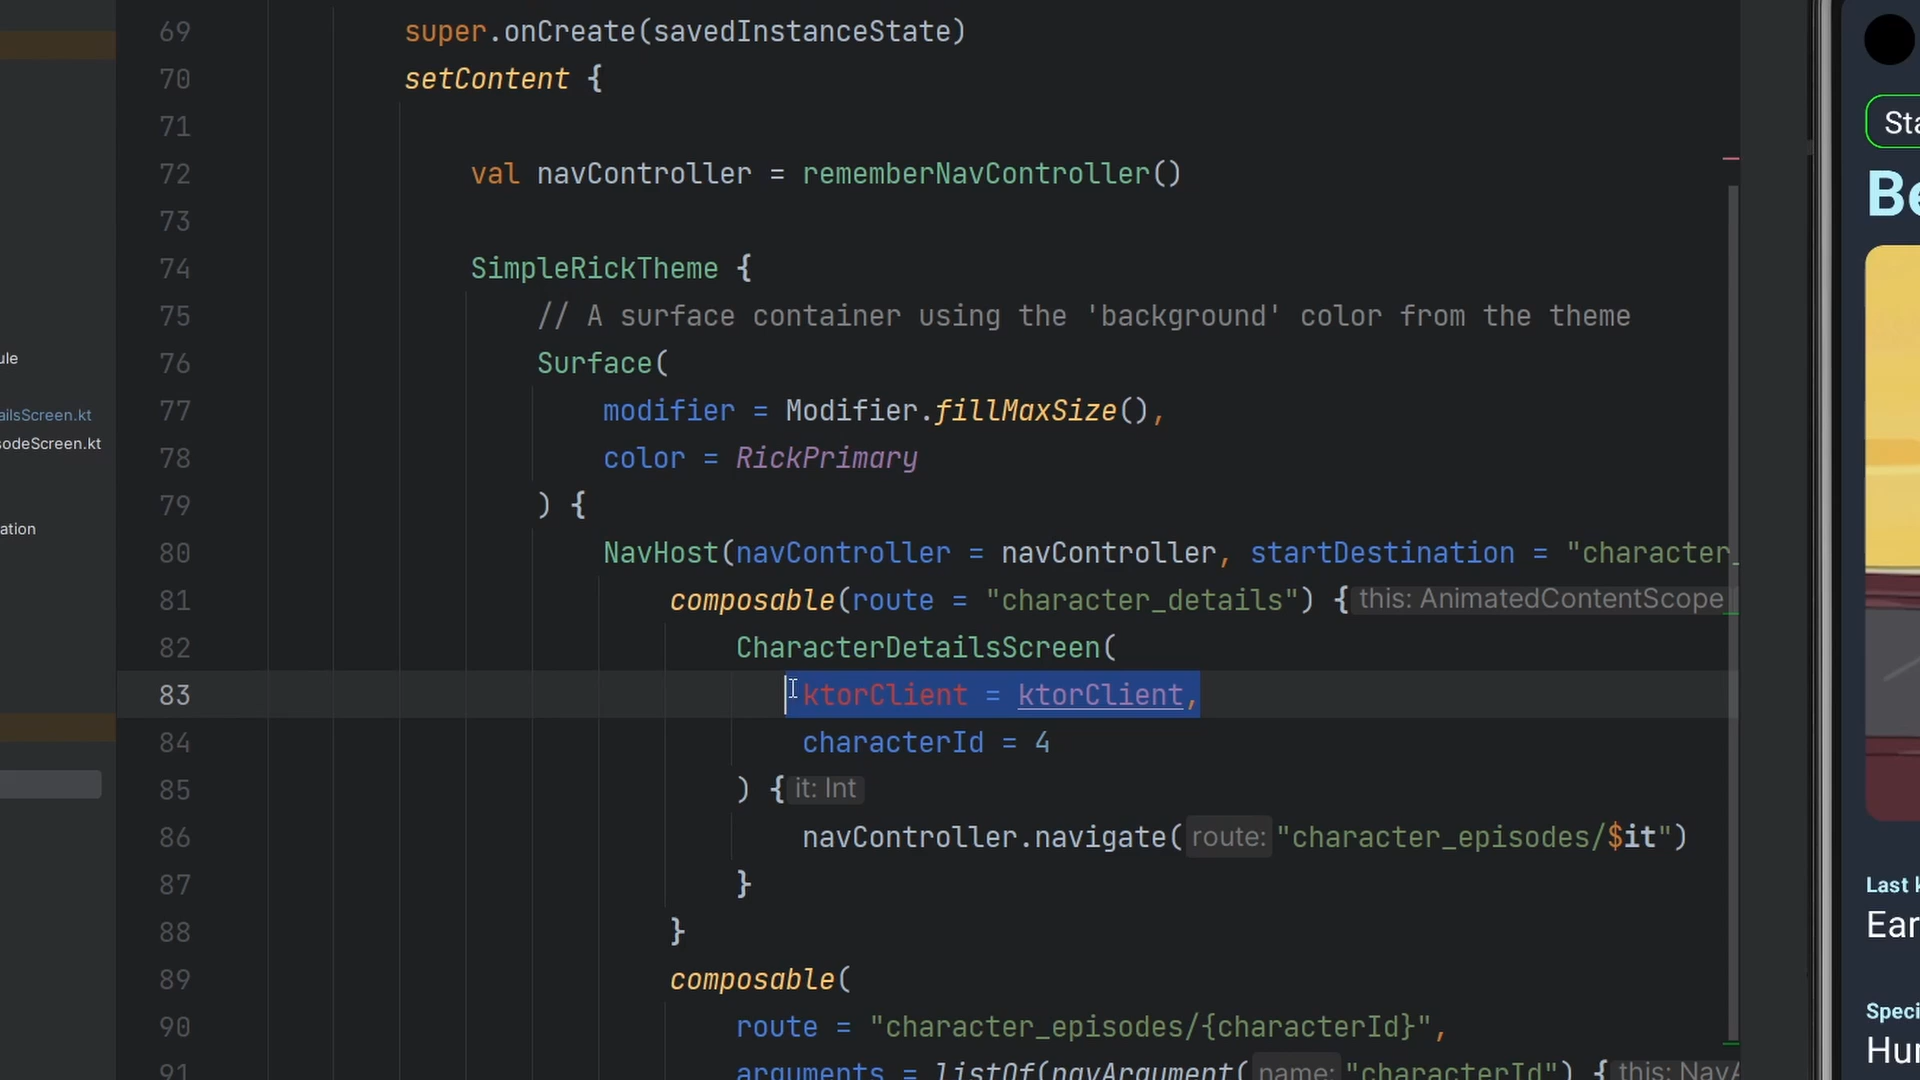 69 super.onCreate(savedInstanceState)
70 setContent {
71
72 val navController = rememberNavController()
73
74 SimpleRickTheme {
75 // A surface container using the 'background' color from the theme
76 Surface(
77 modifier = Modifier.fillMaxSize(),
78 color = RickPrimary
79 ) {
80 NavHost(navController = navController, startDestination = "character_
81 composable(route = "character_details") { this: AnimatedContentScope
82 CharacterDetailsScreen(
83 ktorClient = ktorClient,
84 characterId = 4
85 ) { it: Int
86 navController.navigate( route: "character_episodes/$it")
87 }
88 }
89 composable(
90 route = "character_episodes/{characterId}",
91 arguments = listOf(navArgument( name: "characterId") { this: NavA
ule
ailsScreen.kt
sodeScreen.kt
ation
Sta
Be
Last k
Ear
Speci
Hu